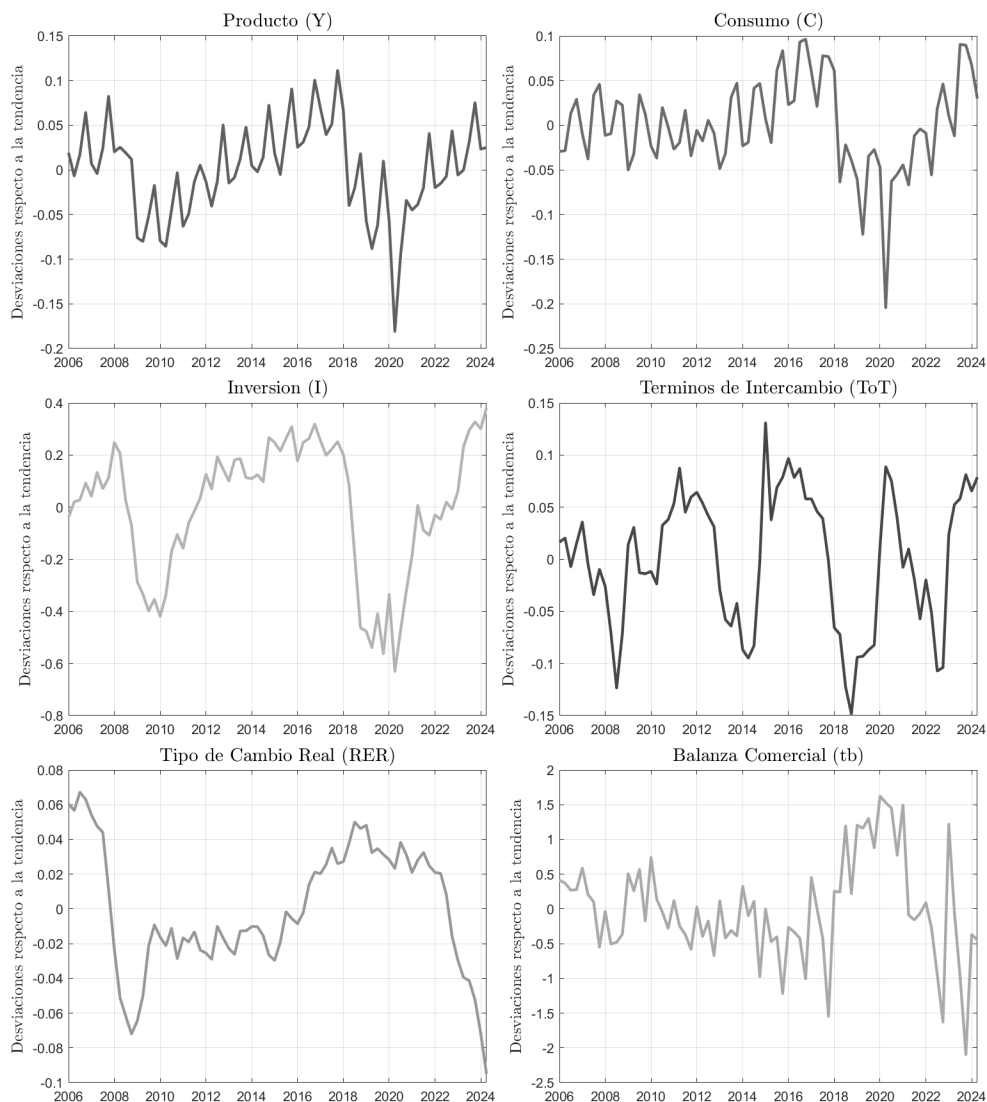 Producto (Y)
Desviaciones respecto a la tendencia
0.15
0.1
0.05
0
-0.05
-0.1
-0.15
-0.2
2006 2008 2010 2012 2014 2016 2018 2020 2022 2024
Consumo (C)
Desviaciones respecto a la tendencia
0.1
0.05
0
-0.05
-0.1
-0.15
-0.2
-0.25
2006 2008 2010 2012 2014 2016 2018 2020 2022 2024
Inversion (I)
Desviaciones respecto a la tendencia
0.4
0.2
0
-0.2
-0.4
-0.6
-0.8
2006 2008 2010 2012 2014 2016 2018 2020 2022 2024
Terminos de Intercambio (ToT)
Desviaciones respecto a la tendencia
0.15
0.1
0.05
0
-0.05
-0.1
-0.15
2006 2008 2010 2012 2014 2016 2018 2020 2022 2024
Tipo de Cambio Real (RER)
Desviaciones respecto a la tendencia
0.08
0.06
0.04
0.02
0
-0.02
-0.04
-0.06
-0.08
-0.1
2006 2008 2010 2012 2014 2016 2018 2020 2022 2024
Balanza Comercial (tb)
Desviaciones respecto a la tendencia
2
1.5
1
0.5
0
-0.5
-1
-1.5
-2
-2.5
2006 2008 2010 2012 2014 2016 2018 2020 2022 2024